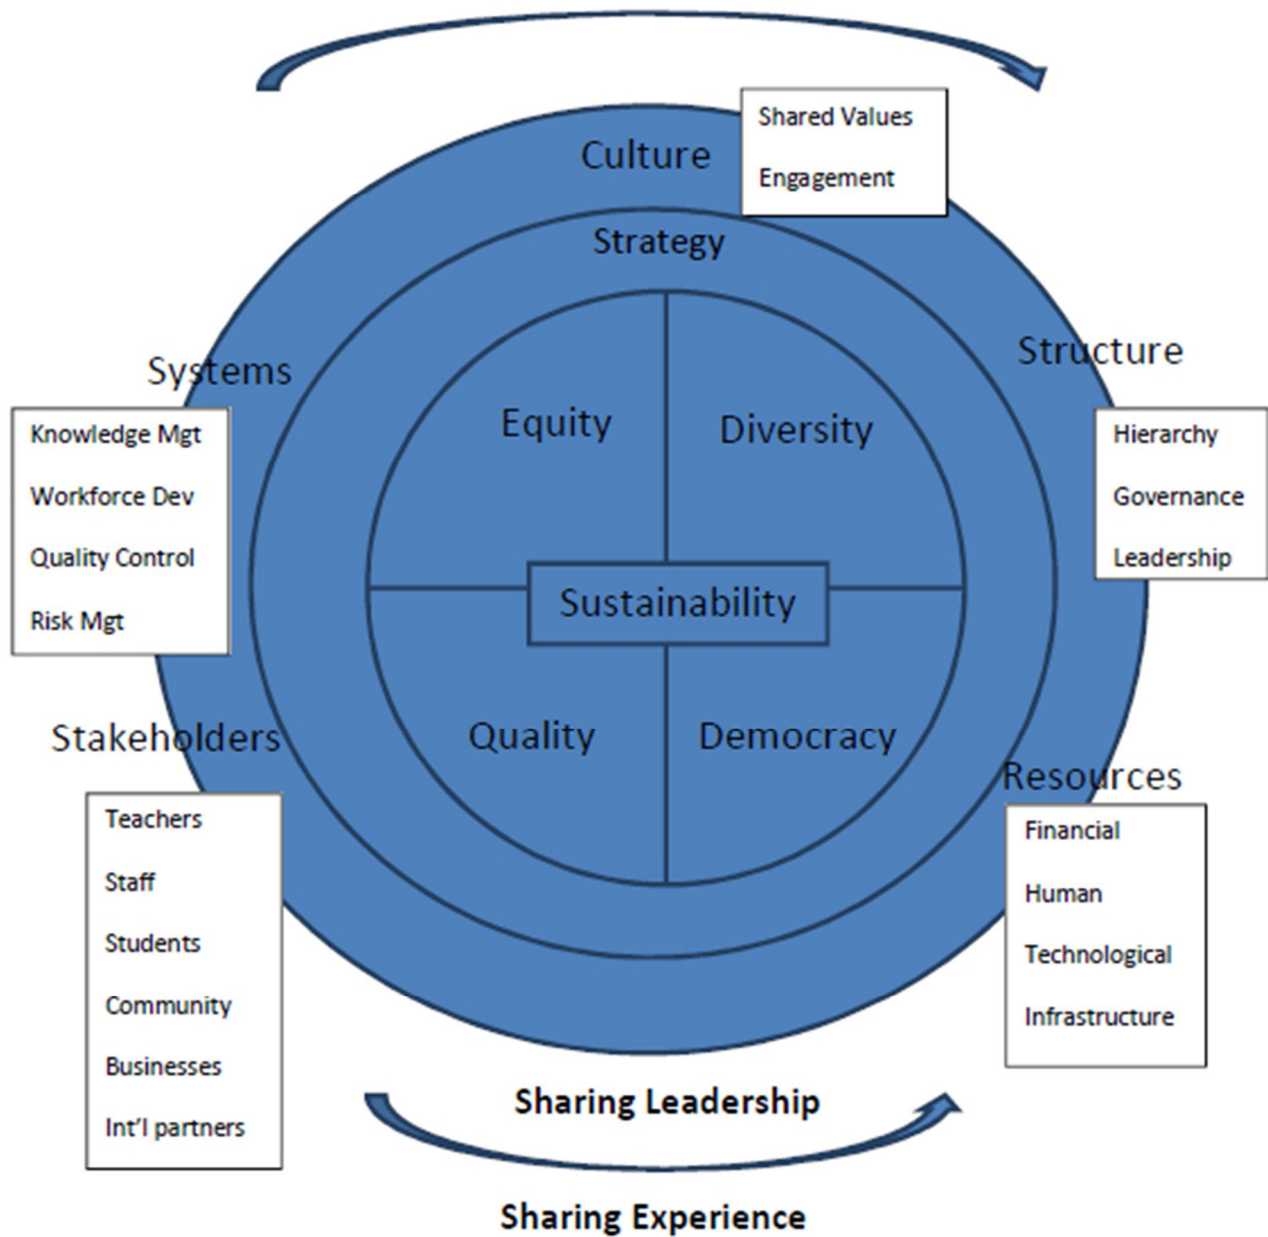 Culture
Shared Values
Engagement
Strategy
Systems
Knowledge Mgt
Workforce Dev
Quality Control
Risk Mgt
Structure
Hierarchy
Governance
Leadership
Equity
Diversity
Sustainability
Quality
Democracy
Stakeholders
Teachers
Staff
Students
Community
Businesses
Int'l partners
Resources
Financial
Human
Technological
Infrastructure
Sharing Leadership
Sharing Experience